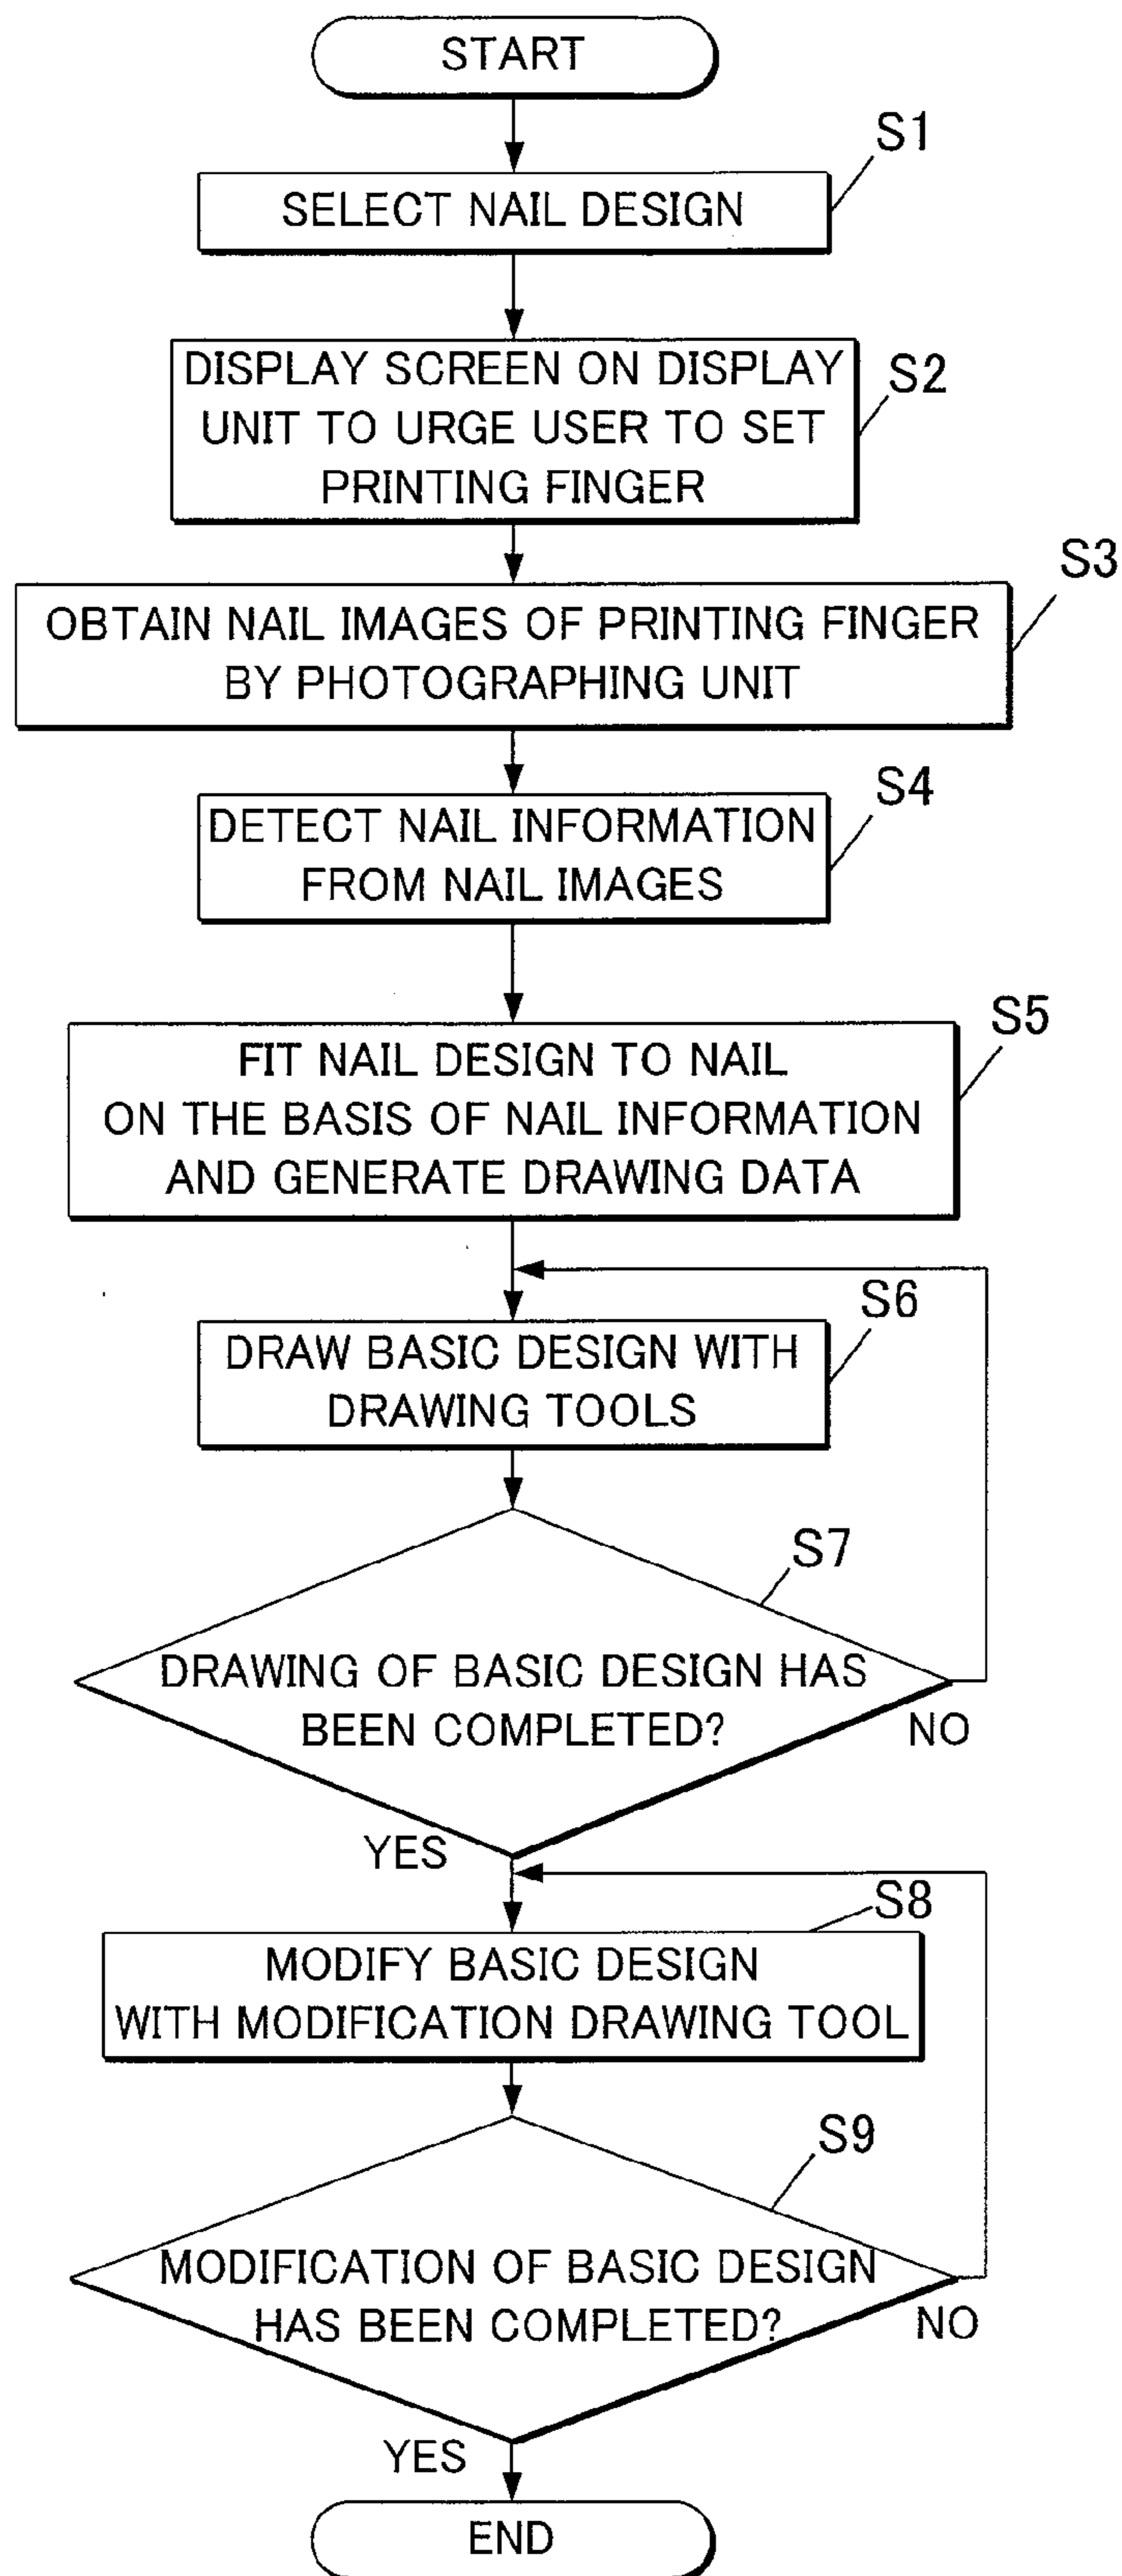 START
S1
SELECT NAIL DESIGN
S2
DISPLAY SCREEN ON DISPLAY
UNIT TO URGE USER TO SET
PRINTING FINGER
S3
OBTAIN NAIL IMAGES OF PRINTING FINGER
BY PHOTOGRAPHING UNIT
S4
DETECT NAIL INFORMATION
FROM NAIL IMAGES
S5
FIT NAIL DESIGN TO NAIL
ON THE BASIS OF NAIL INFORMATION
AND GENERATE DRAWING DATA
S6
DRAW BASIC DESIGN WITH
DRAWING TOOLS
S7
DRAWING OF BASIC DESIGN HAS
BEEN COMPLETED?
NO
YES
S8
MODIFY BASIC DESIGN
WITH MODIFICATION DRAWING TOOL
S9
MODIFICATION OF BASIC DESIGN
HAS BEEN COMPLETED?
NO
YES
END